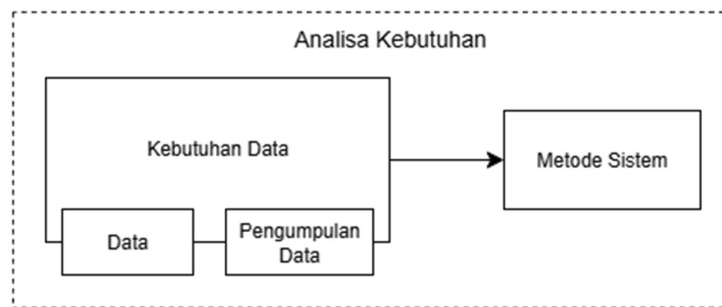 Analisa Kebutuhan
Kebutuhan Data
Metode Sistem
Data
Pengumpulan
Data